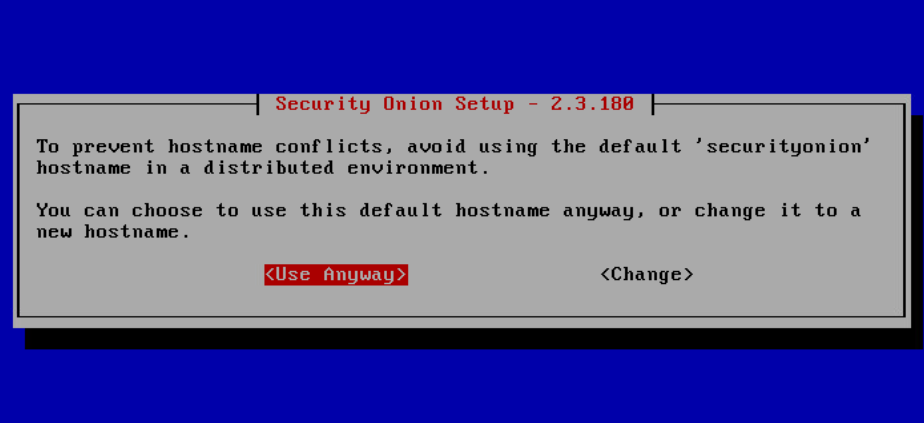 Security Onion Setup - 2.3.180
To prevent hostname conflicts, avoid using the default 'securityonion'
hostname in a distributed environment.
You can choose to use this default hostname anyway, or change it to a
new hostname.
<Use Anyway> <Change>